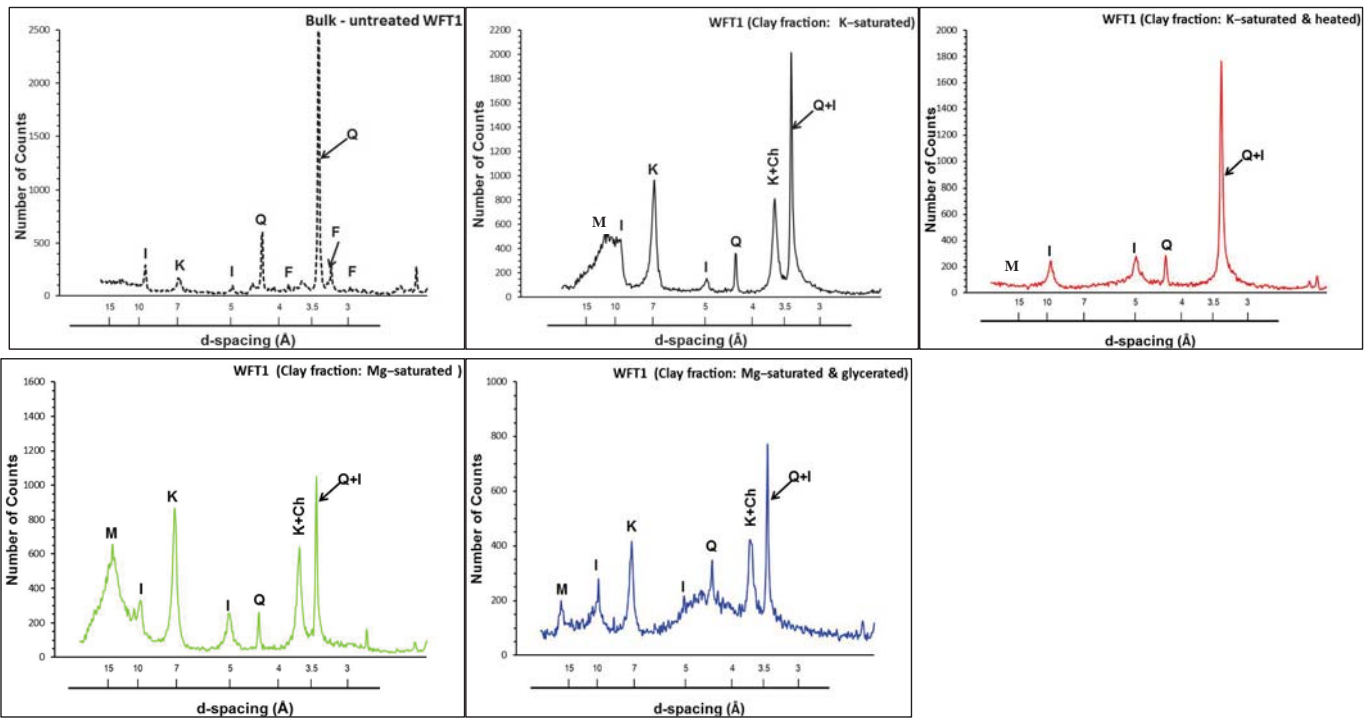 Bulk - untreated WFT1
Number of Counts
2500
2000
1500
1000
500
0
I
K
I
Q
F
Q
F
F
15 10 7 5 4 3.5 3
d-spacing (Å)
WFT1 (Clay fraction: K–saturated)
Number of Counts
2200
2000
1800
1600
1400
1200
1000
800
600
400
200
0
M
I
K
I
Q
K+Ch
Q+I
15 10 7 5 4 3.5 3
d-spacing (Å)
WFT1 (Clay fraction: K–saturated & heated)
Number of Counts
2000
1800
1600
1400
1200
1000
800
600
400
200
0
M
I
I
Q
Q+I
15 10 7 5 4 3.5 3
d-spacing (Å)
WFT1 (Clay fraction: Mg–saturated )
Number of Counts
1600
1400
1200
1000
800
600
400
200
0
M
I
K
I
Q
K+Ch
Q+I
15 10 7 5 4 3.5 3
d-spacing (Å)
WFT1 (Clay fraction: Mg–saturated & glycerated)
Number of Counts
1000
800
600
400
200
0
M
I
K
I
Q
K+Ch
Q+I
15 10 7 5 4 3.5 3
d-spacing (Å)